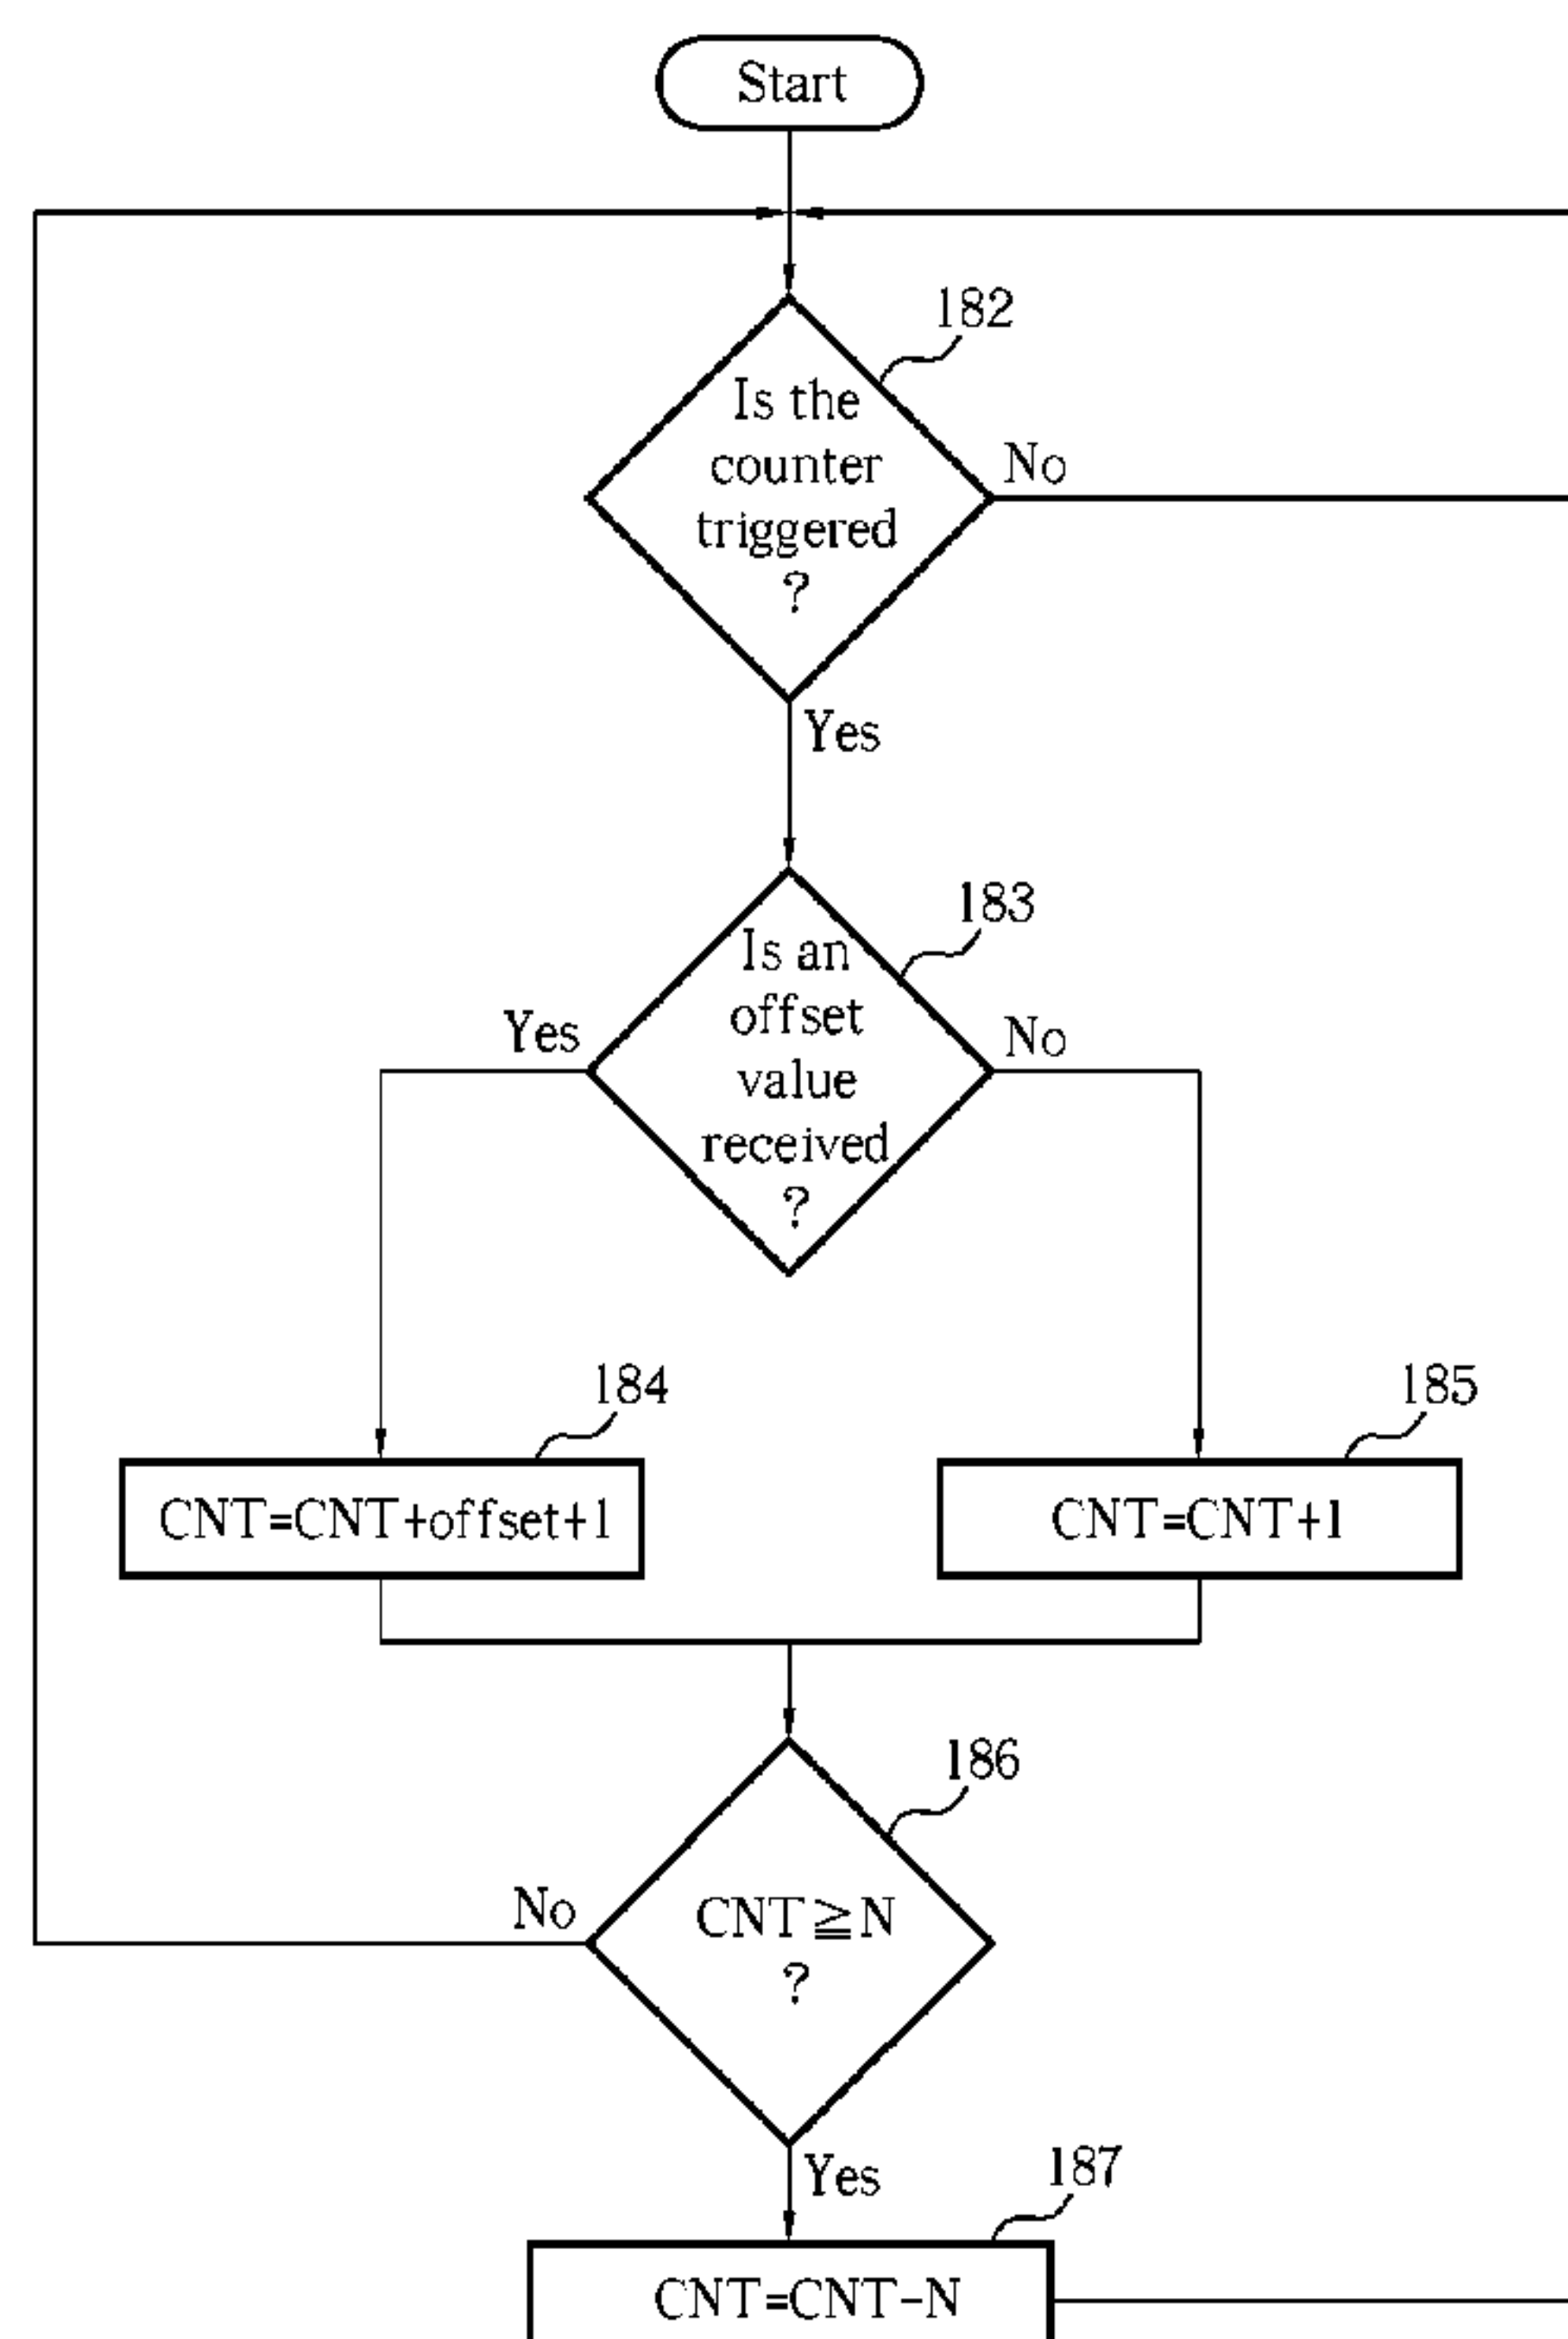 Start
182
Is the
counter
triggered
?
No
Yes
183
Is an
offset
value
received
?
Yes
No
184
185
CNT=CNT+offset+1
CNT=CNT+1
186
CNT≧N
?
No
Yes
187
CNT=CNT-N